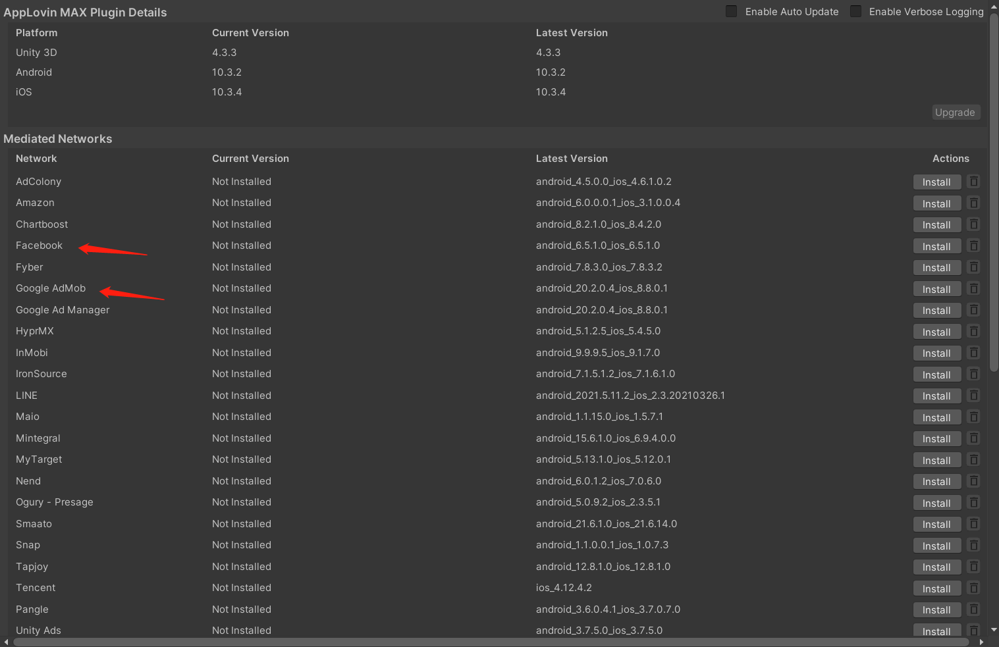 AppLovin MAX Plugin Details Enable Auto Update Enable Verbose Logging
Platform Current Version Latest Version
Unity 3D 4.3.3 4.3.3
Android 10.3.2 10.3.2
iOS 10.3.4 10.3.4
Upgrade
Mediated Networks
Network Current Version Latest Version Actions
AdColony Not Installed android_4.5.0.0_ios_4.6.1.0.2 Install
Amazon Not Installed android_6.0.0.0.1_ios_3.1.0.0.4 Install
Chartboost Not Installed android_8.2.1.0_ios_8.4.2.0 Install
Facebook Not Installed android_6.5.1.0_ios_6.5.1.0 Install
Fyber Not Installed android_7.8.3.0_ios_7.8.3.2 Install
Google AdMob Not Installed android_20.2.0.4_ios_8.8.0.1 Install
Google Ad Manager Not Installed android_20.2.0.4_ios_8.8.0.1 Install
HyprMX Not Installed android_5.1.2.5_ios_5.4.5.0 Install
InMobi Not Installed android_9.9.9.5_ios_9.1.7.0 Install
IronSource Not Installed android_7.1.5.1.2_ios_7.1.6.1.0 Install
LINE Not Installed android_2021.5.11.2_ios_2.3.20210326.1 Install
Maio Not Installed android_1.1.15.0_ios_1.5.7.1 Install
Mintegral Not Installed android_15.6.1.0_ios_6.9.4.0.0 Install
MyTarget Not Installed android_5.13.1.0_ios_5.12.0.1 Install
Nend Not Installed android_6.0.1.2_ios_7.0.6.0 Install
Ogury - Presage Not Installed android_5.0.9.2_ios_2.3.5.1 Install
Smaato Not Installed android_21.6.1.0_ios_21.6.14.0 Install
Snap Not Installed android_1.1.0.0.1_ios_1.0.7.3 Install
Tapjoy Not Installed android_12.8.1.0_ios_12.8.1.0 Install
Tencent Not Installed ios_4.12.4.2 Install
Pangle Not Installed android_3.6.0.4.1_ios_3.7.0.7.0 Install
Unity Ads Not Installed android_3.7.5.0_ios_3.7.5.0 Install